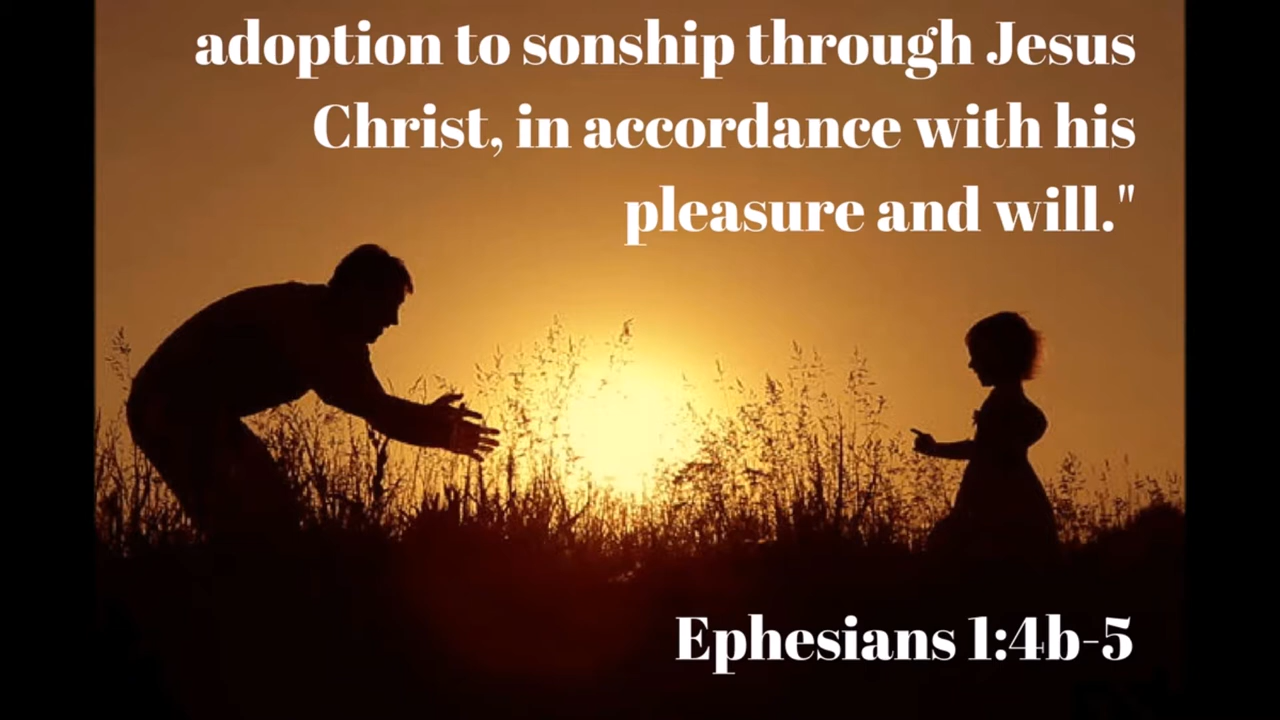 adoption to sonship through Jesus
Christ, in accordance with his
pleasure and will."
Ephesians 1:4b-5